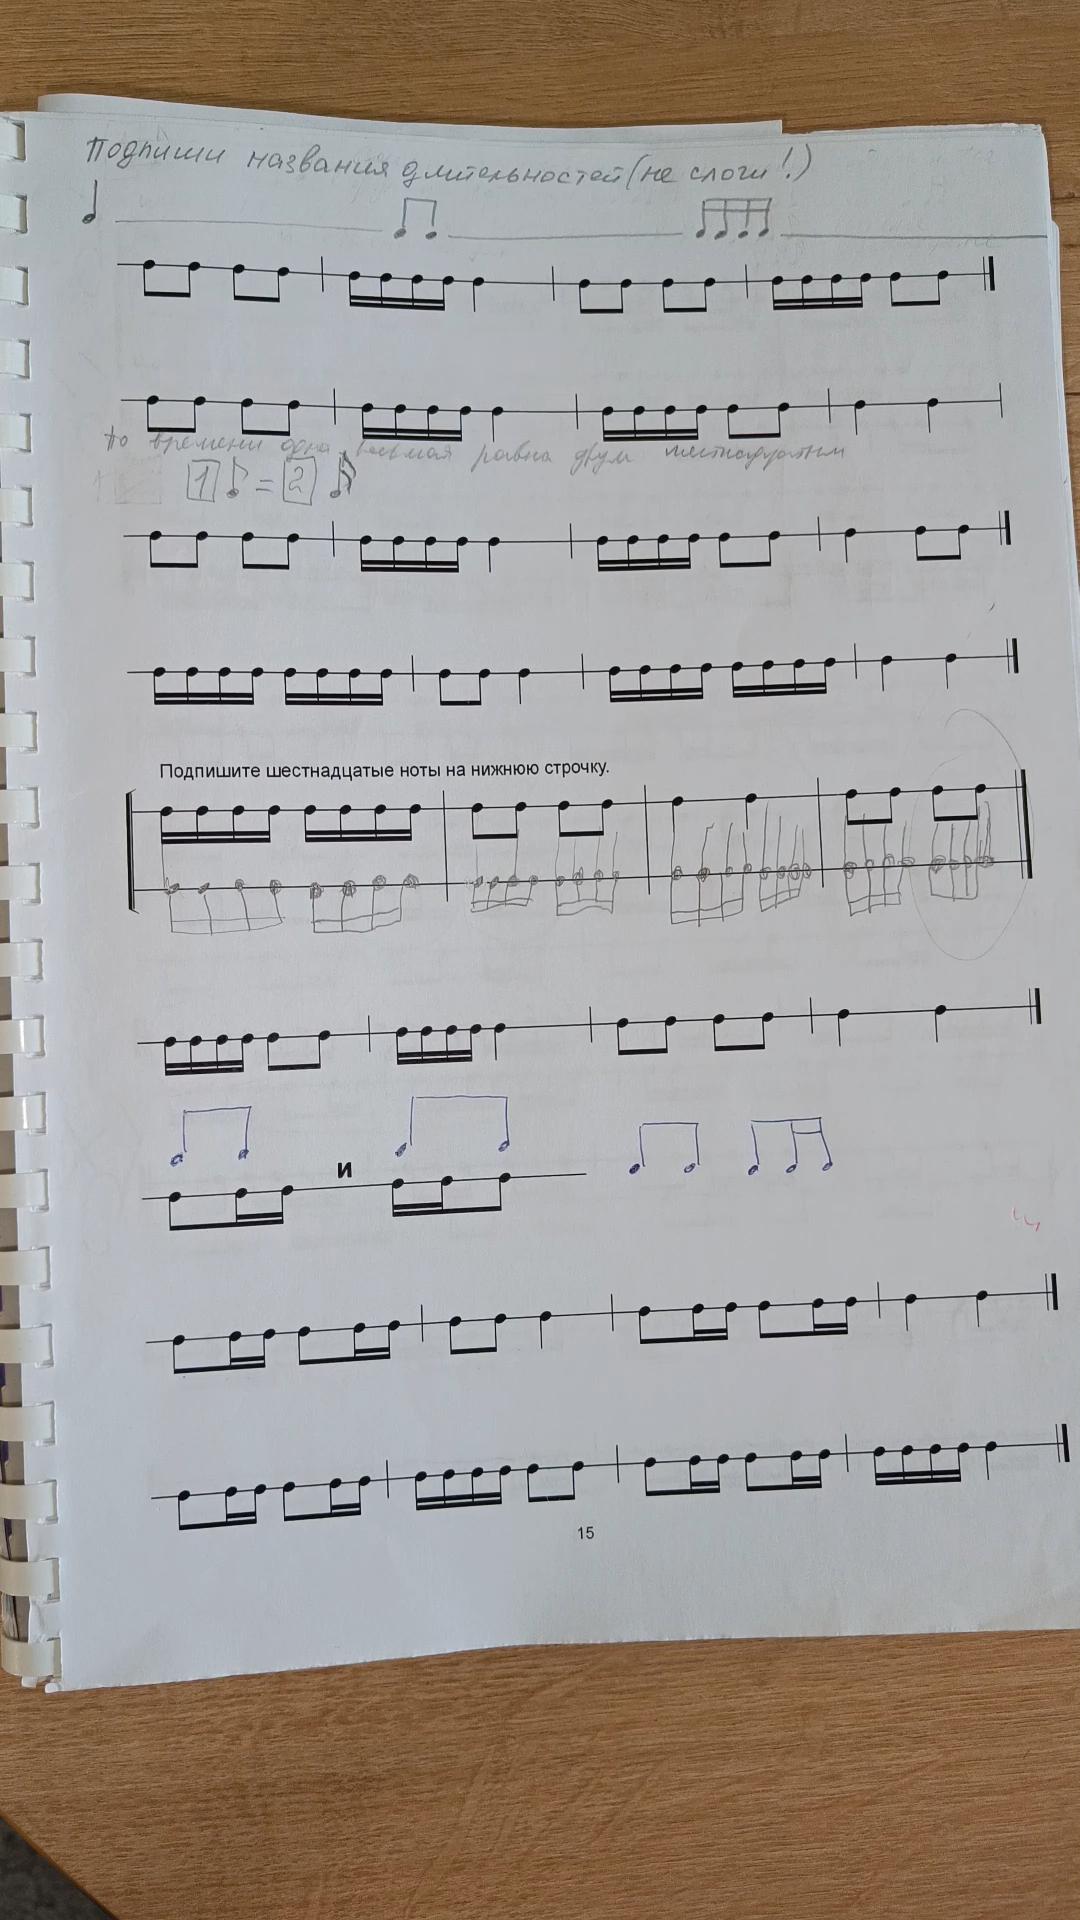 Подпиши названия длительностей (не слоги!)
По времени одна восьмая равна двум шестнадцатым
1 = 2
Подпишите шестнадцатые ноты на нижнюю строчку.
и
15